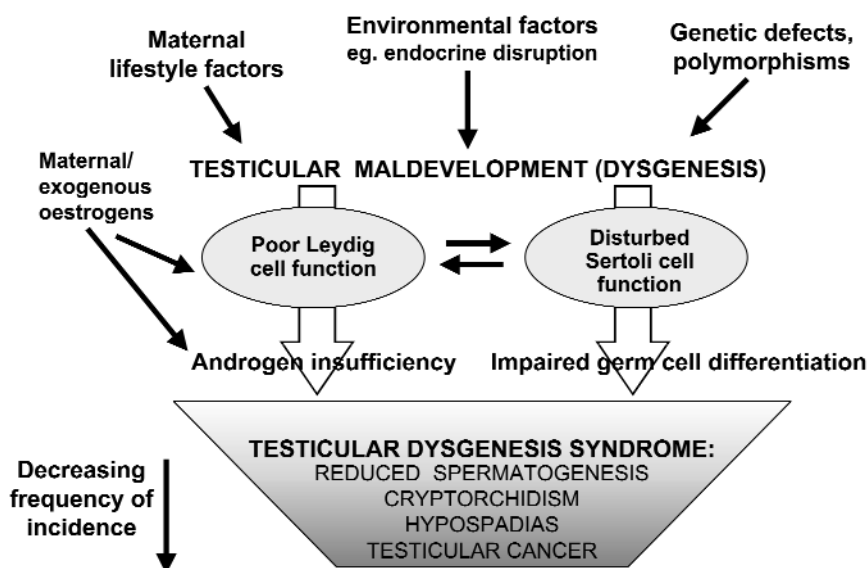 Maternal
lifestyle factors
Environmental factors
eg. endocrine disruption
Genetic defects,
polymorphisms
TESTICULAR MALDEVELOPMENT (DYSGENESIS)
Maternal/
exogenous
oestrogens
Poor Leydig
cell function
Disturbed
Sertoli cell
function
Androgen insufficiency
Impaired germ cell differentiation
TESTICULAR DYSGENESIS SYNDROME:
REDUCED SPERMATOGENESIS
CRYPTORCHIDISM
HYPOSPADIAS
TESTICULAR CANCER
Decreasing
frequency of
incidence